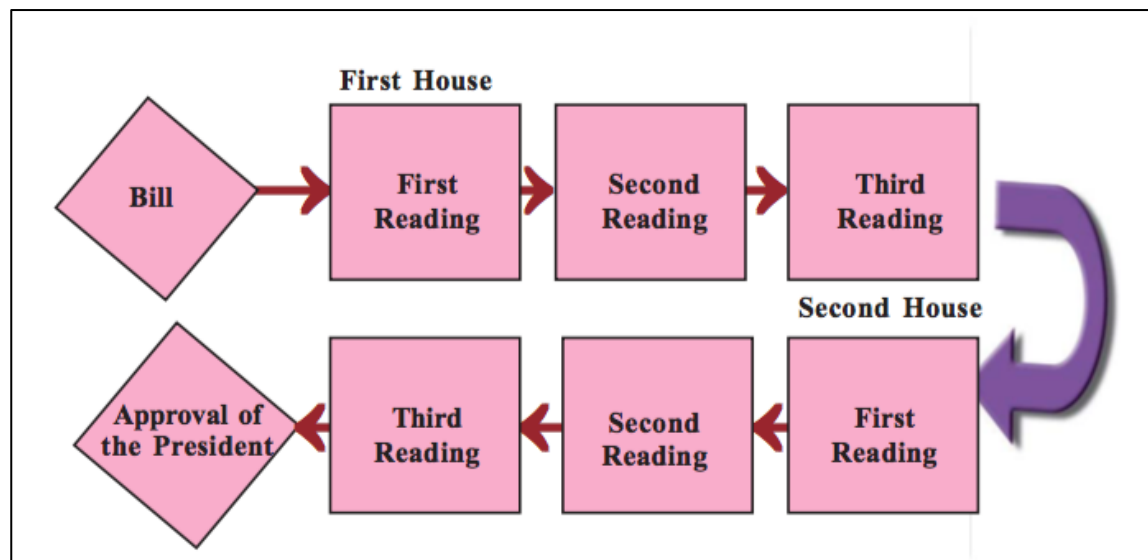 First House
Bill
First
Reading
Second
Reading
Third
Reading
Second House
First
Reading
Second
Reading
Third
Reading
Approval of
the President